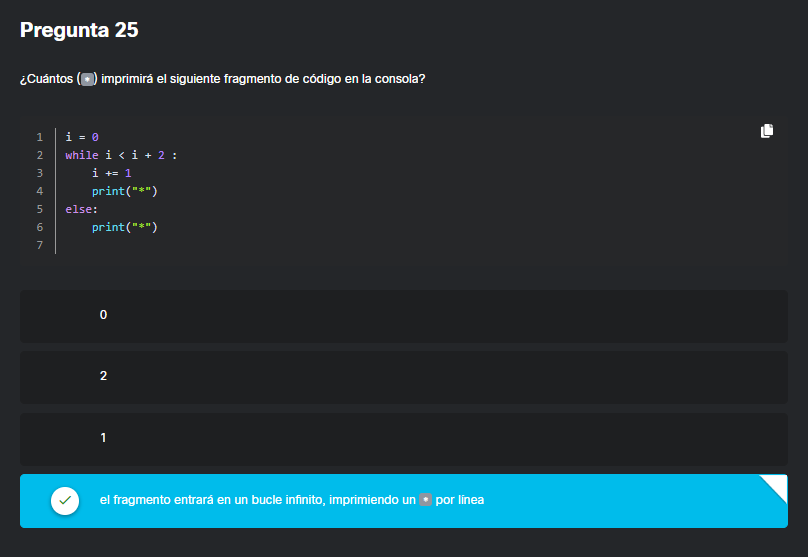 Pregunta 25
¿Cuántos (*) imprimirá el siguiente fragmento de código en la consola?
1 i = 0
2 while i < i + 2 :
3     i += 1
4     print("*")
5 else:
6     print("*")
7
0
2
1
el fragmento entrará en un bucle infinito, imprimiendo un * por línea